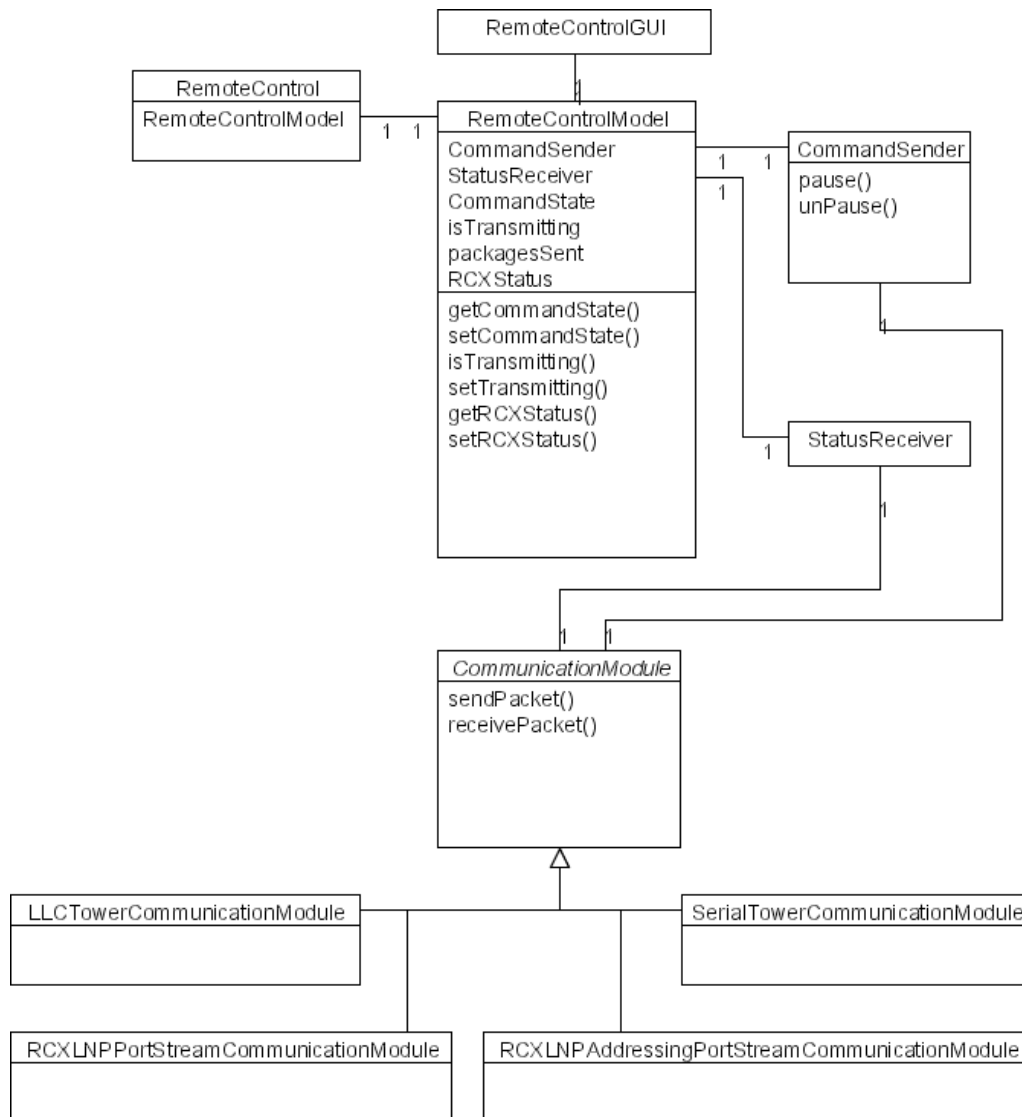 RemoteControlGUI
1
1
RemoteControl
RemoteControlModel
1 1
RemoteControlModel
CommandSender
StatusReceiver
CommandState
isTransmitting
packagesSent
RCXStatus
getCommandState()
setCommandState()
isTransmitting()
setTransmitting()
getRCXStatus()
setRCXStatus()
1 1
1
CommandSender
pause()
unPause()
1
1
StatusReceiver
1
1 1
CommunicationModule
sendPacket()
receivePacket()
LLCTowerCommunicationModule
SerialTowerCommunicationModule
RCXLNPPortStreamCommunicationModule
RCXLNPAddressingPortStreamCommunicationModule